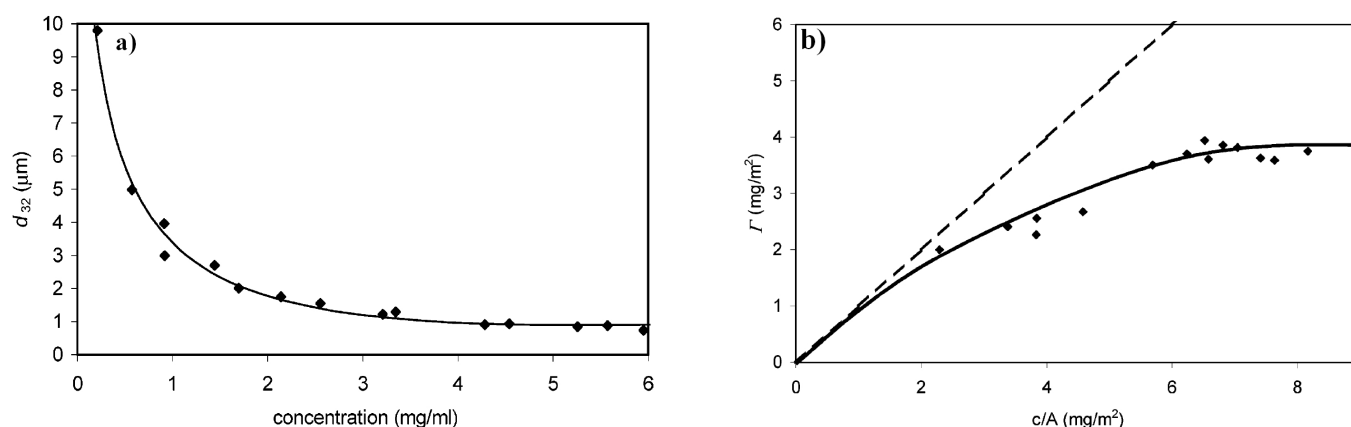 a)
10
9
8
7
6
5
4
3
2
1
0
d32 (μm)
0 1 2 3 4 5 6
concentration (mg/ml)
b)
6
5
4
3
2
1
0
Γ (mg/m²)
0 2 4 6 8
c/A (mg/m²)